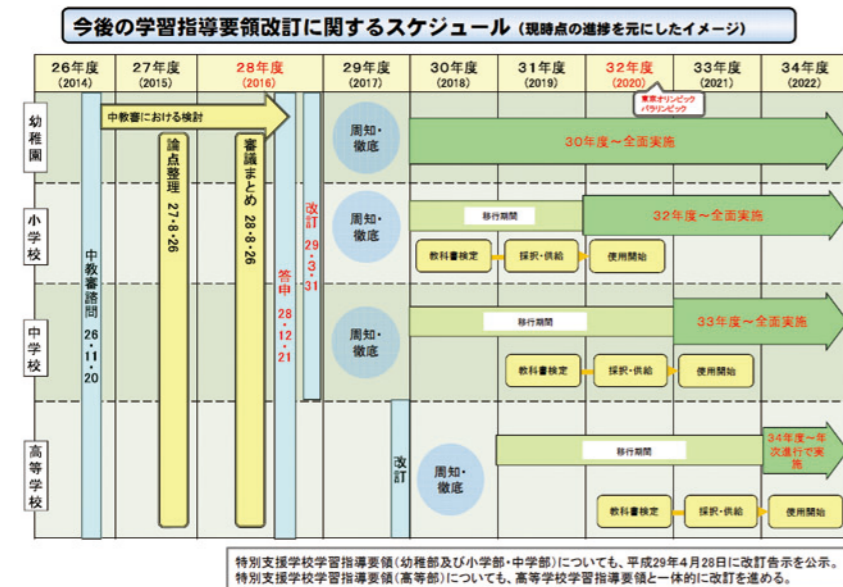 今後の学習指導要領改訂に関するスケジュール（現時点の進捗を元にしたイメージ）
26年度
(2014)
27年度
(2015)
28年度
(2016)
29年度
(2017)
30年度
(2018)
31年度
(2019)
32年度
(2020)
33年度
(2021)
34年度
(2022)
東京オリンピック
パラリンピック
幼稚園
小学校
中学校
高等学校
中教審諮問 26・11・20
中教審における検討
論点整理 27・8・26
審議まとめ 28・8・26
答申 28・12・21
改訂 29・3・31
周知・
徹底
30年度～全面実施
周知・
徹底
移行期間
32年度～全面実施
教科書検定
採択・供給
使用開始
周知・
徹底
移行期間
33年度～全面実施
教科書検定
採択・供給
使用開始
改訂
周知・
徹底
移行期間
34年度～年
次進行で実
施
教科書検定
採択・供給
使用開始
特別支援学校学習指導要領（幼稚部及び小学部・中学部）についても、平成29年4月28日に改訂告示を公示。
特別支援学校学習指導要領（高等部）についても、高等学校学習指導要領と一体的に改訂を進める。